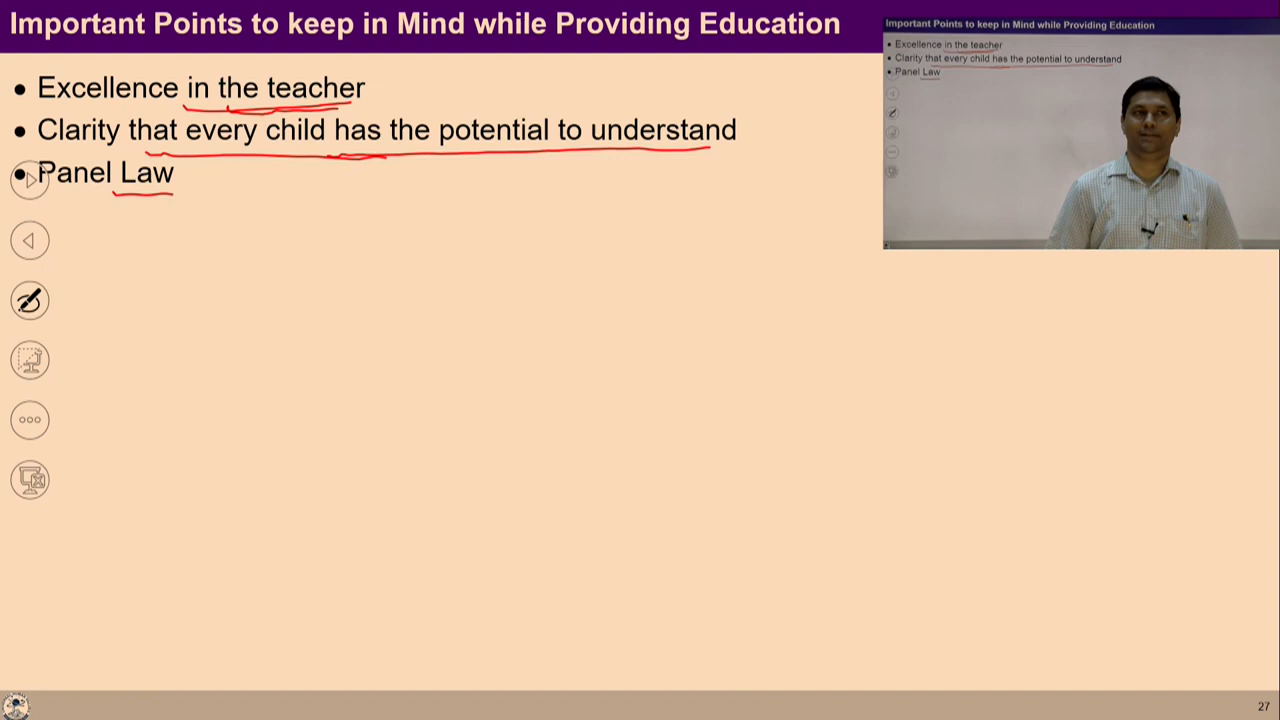 Important Points to keep in Mind while Providing Education
• Excellence in the teacher
• Clarity that every child has the potential to understand
• Panel Law
Important Points to keep in Mind while Providing Education
• Excellence in the teacher
• Clarity that every child has the potential to understand
• Panel Law
27